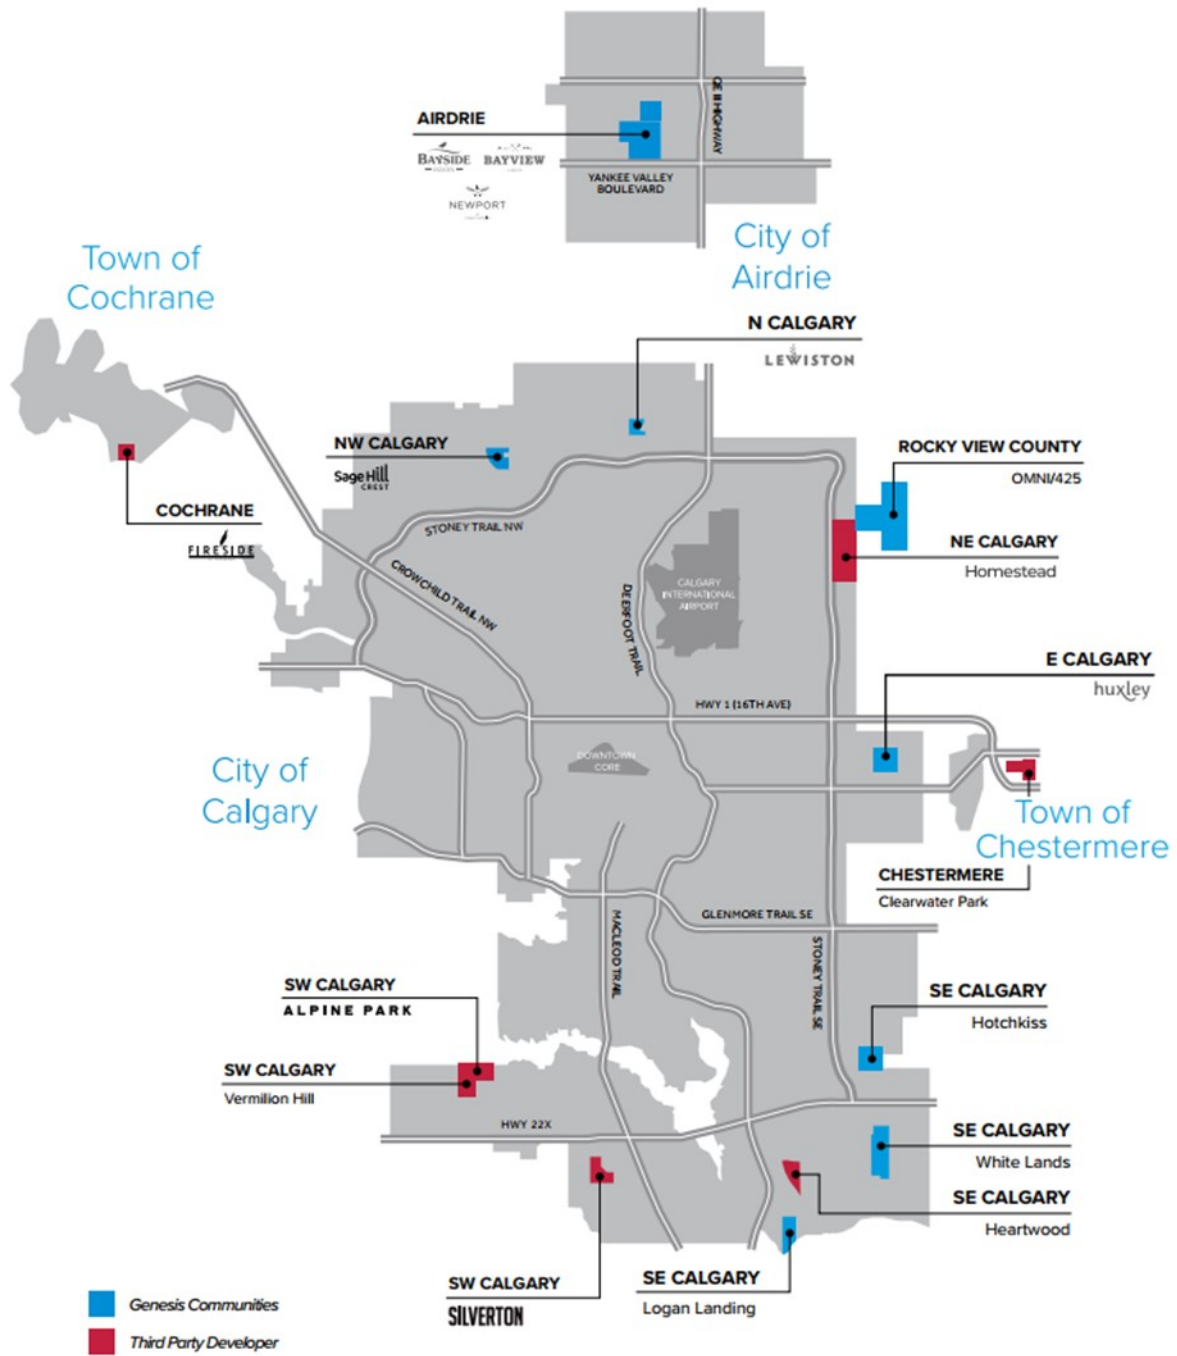 AIRDRIE
BAYSIDE
BAYVIEW
NEWPORT
QE II HIGHWAY
YANKEE VALLEY
BOULEVARD
City of
Airdrie
Town of
Cochrane
N CALGARY
LEWISTON
NW CALGARY
Sage Hill
CREST
ROCKY VIEW COUNTY
OMNI/425
COCHRANE
FIRESIDE
STONEY TRAIL NW
CROWCHILD TRAIL NW
NE CALGARY
Homestead
CALGARY
INTERNATIONAL
AIRPORT
DEERFOOT TRAIL
E CALGARY
huxley
HWY 1 (16TH AVE)
City of
Calgary
DOWNTOWN
CORE
Town of
Chestermere
CHESTERMERE
Clearwater Park
GLENMORE TRAIL SE
MACLEOD TRAIL
STONEY TRAIL SE
SW CALGARY
ALPINE PARK
SE CALGARY
Hotchkiss
SW CALGARY
Vermilion Hill
HWY 22X
SE CALGARY
White Lands
SE CALGARY
Heartwood
SW CALGARY
SILVERTON
SE CALGARY
Logan Landing
Genesis Communities
Third Party Developer